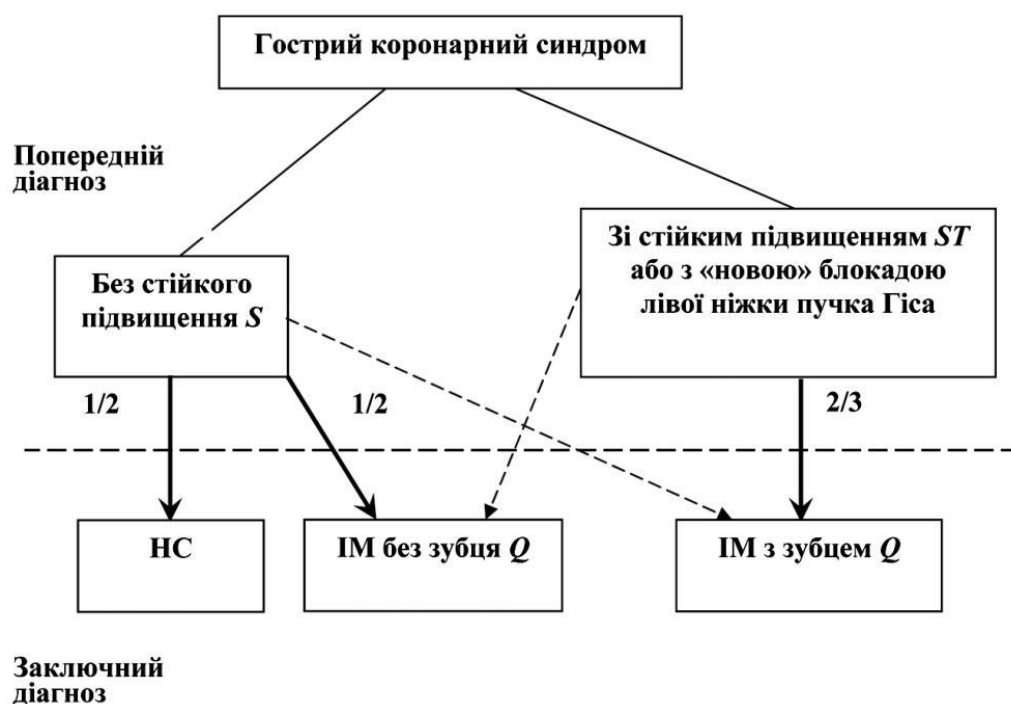 Гострий коронарний синдром
Попередній
діагноз
Без стійкого
підвищення S
Зі стійким підвищенням ST
або з «новою» блокадою
лівої ніжки пучка Гіса
1/2
1/2
2/3
НС
ІМ без зубця Q
ІМ з зубцем Q
Заключний
діагноз